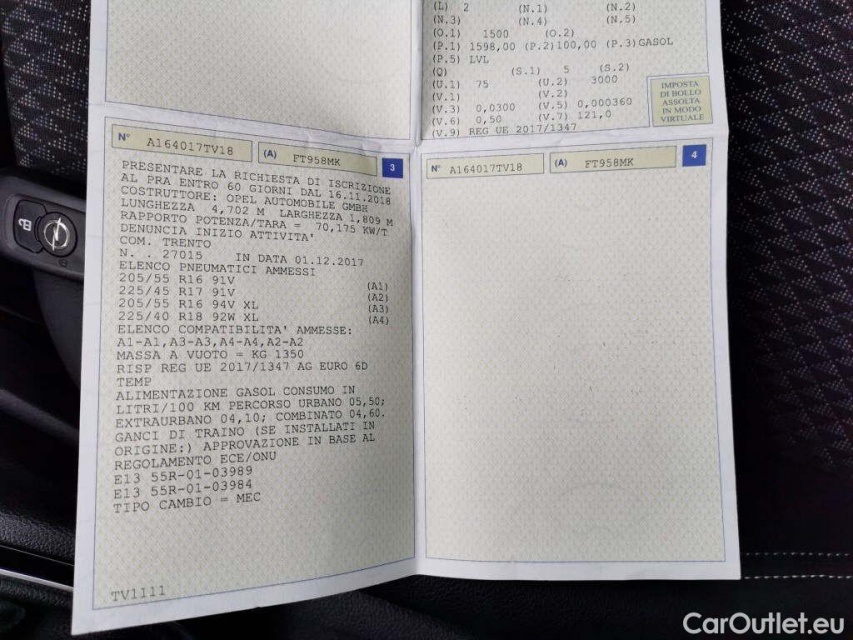 (L) 2 (N.1) (N.2)
(N.3) (N.4) (N.5)
(O.1) 1500 (O.2)
(P.1) 1598,00 (P.2)100,00 (P.3)GASOL
(P.5) LVL
(Q) (S.1) 5 (S.2)
(U.1) 75 (U.2) 3000
(V.1) (V.2)
(V.3) 0,0300 (V.5) 0,000360
(V.6) 0,50 (V.7) 121,0
(V.9) REG UE 2017/1347
IMPOSTA
DI BOLLO
ASSOLTA
IN MODO
VIRTUALE
N° A164017TV18 (A) FT958MK 3
PRESENTARE LA RICHIESTA DI ISCRIZIONE
AL PRA ENTRO 60 GIORNI DAL 16.11.2018
COSTRUTTORE: OPEL AUTOMOBILE GMBH
LUNGHEZZA 4,702 M LARGHEZZA 1,809 M
RAPPORTO POTENZA/TARA = 70,175 KW/T
DENUNCIA INIZIO ATTIVITA'
COM. TRENTO
N. . 27015 IN DATA 01.12.2017
ELENCO PNEUMATICI AMMESSI
205/55 R16 91V (A1)
225/45 R17 91V (A2)
205/55 R16 94V XL (A3)
225/40 R18 92W XL (A4)
ELENCO COMPATIBILITA' AMMESSE:
A1-A1,A3-A3,A4-A4,A2-A2
MASSA A VUOTO = KG 1350
RISP REG UE 2017/1347 AG EURO 6D
TEMP
ALIMENTAZIONE GASOL CONSUMO IN
LITRI/100 KM PERCORSO URBANO 05,50;
EXTRAURBANO 04,10; COMBINATO 04,60.
GANCI DI TRAINO (SE INSTALLATI IN
ORIGINE:) APPROVAZIONE IN BASE AL
REGOLAMENTO ECE/ONU
E13 55R-01-03989
E13 55R-01-03984
TIPO CAMBIO = MEC
TV1111
N° A164017TV18 (A) FT958MK 4
CarOutlet.eu